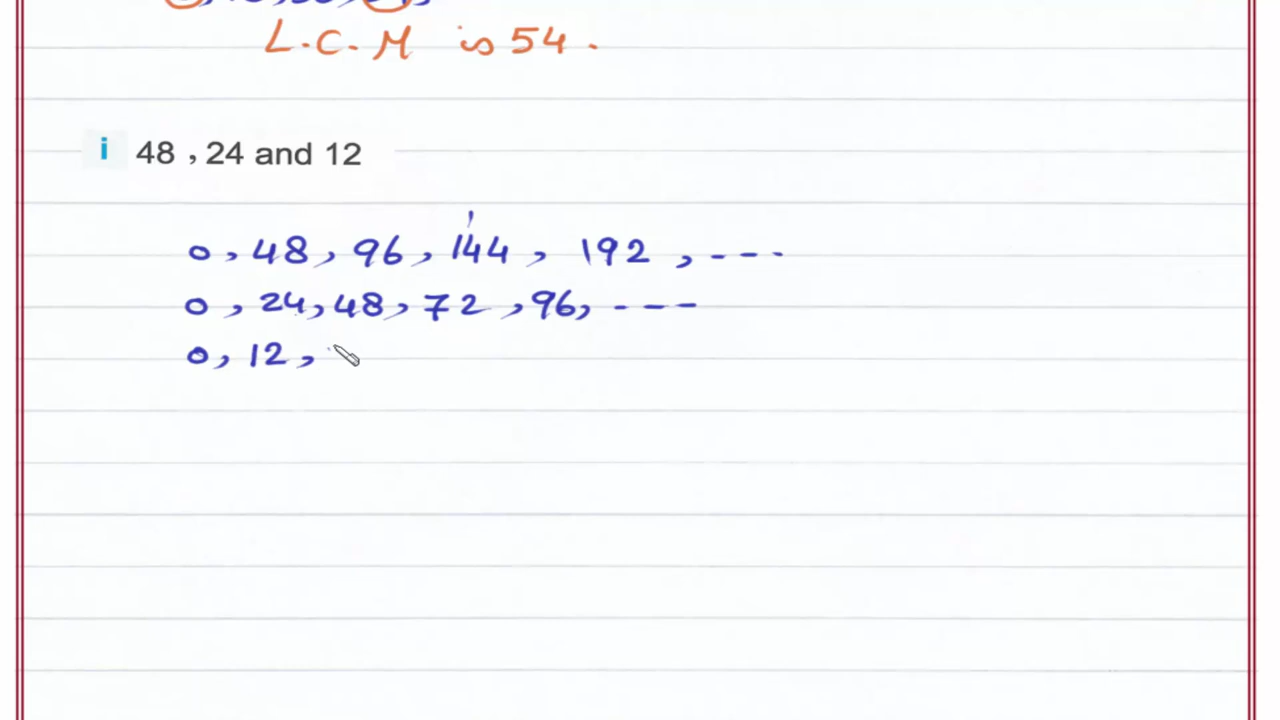 L.C.M is 54.
i 48 , 24 and 12
0, 48, 96, 144, 192, ----
0, 24, 48, 72, 96, ---
0, 12,